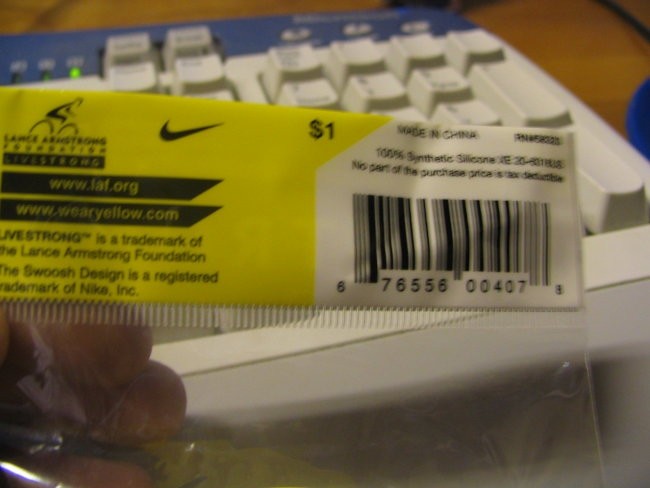 LANCE ARMSTRONG
FOUNDATION
LIVESTRONG
www.laf.org
www.wearyellow.com
LIVESTRONG™ is a trademark of
the Lance Armstrong Foundation
The Swoosh Design is a registered
trademark of Nike, Inc.
$1
MADE IN CHINA
100% Synthetic Silicone
No part of the purchase price is tax deductible
6 76556 00407 8